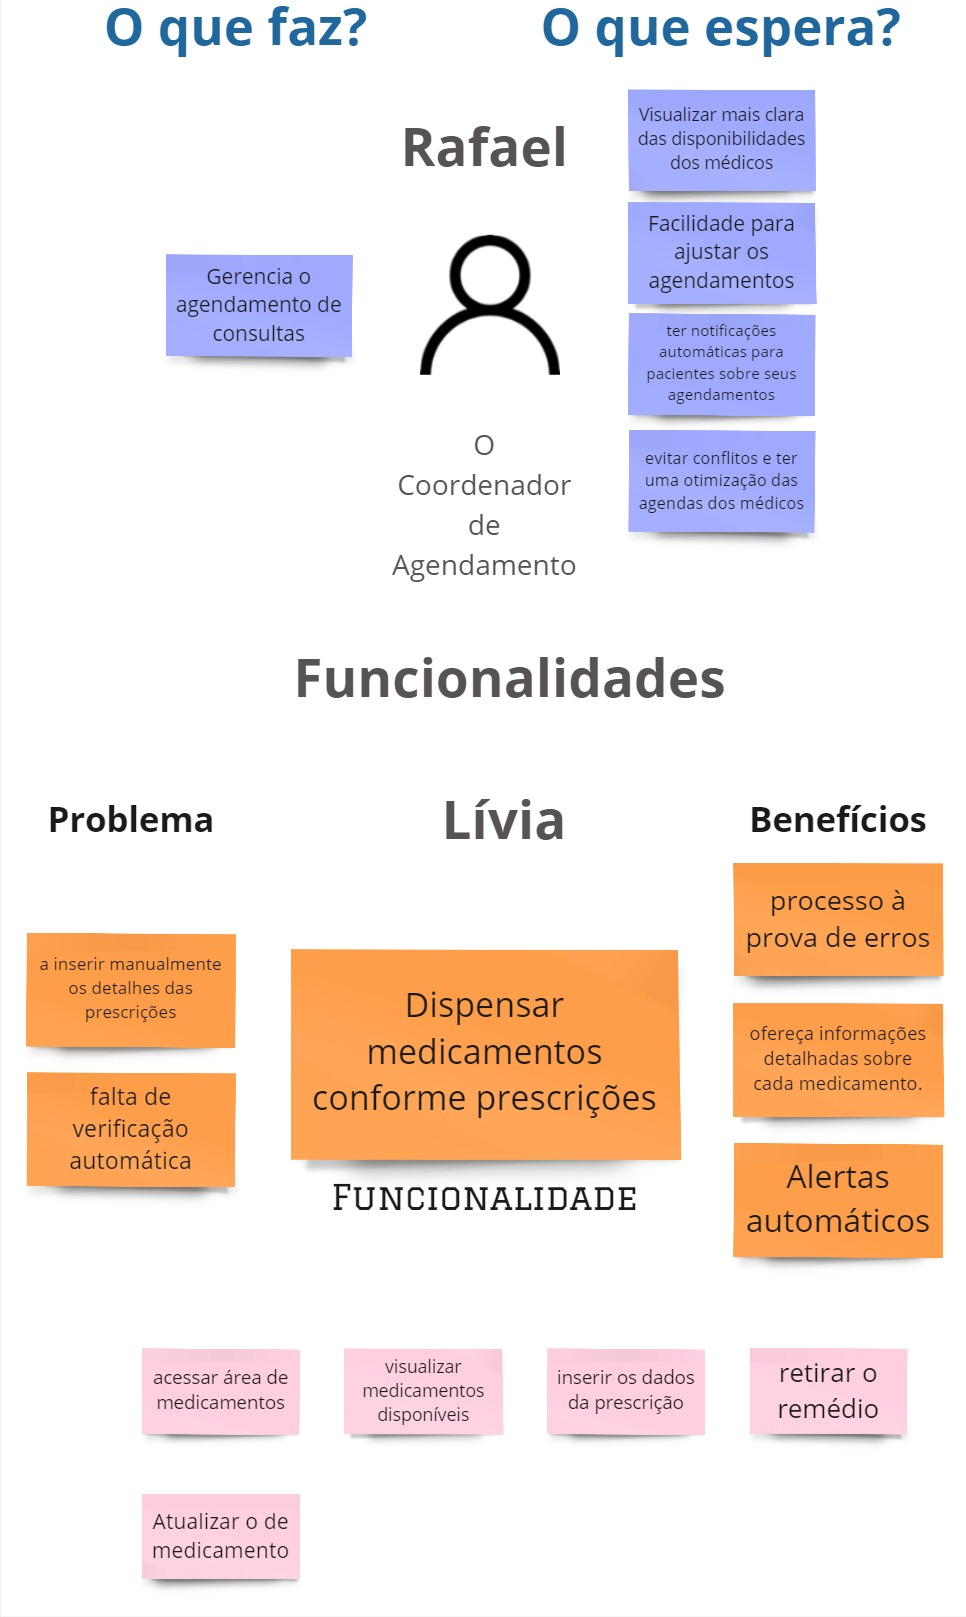 O que faz?
O que espera?
Rafael
Gerencia o
agendamento de
consultas
O
Coordenador
de
Agendamento
Visualizar mais clara
das disponibilidades
dos médicos
Facilidade para
ajustar os
agendamentos
ter notificações
automáticas para
pacientes sobre seus
agendamentos
evitar conflitos e ter
uma otimização das
agendas dos médicos
Funcionalidades
Problema
Lívia
Benefícios
a inserir manualmente
os detalhes das
prescrições
falta de
verificação
automática
Dispensar
medicamentos
conforme prescrições
Funcionalidade
processo à
prova de erros
ofereça informações
detalhadas sobre
cada medicamento.
Alertas
automáticos
acessar área de
medicamentos
visualizar
medicamentos
disponíveis
inserir os dados
da prescrição
retirar o
remédio
Atualizar o de
medicamento